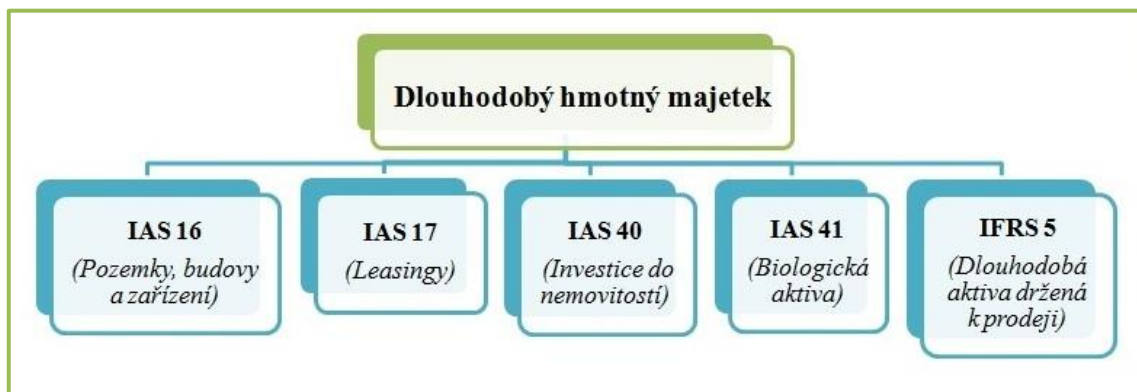 Dlouhodobý hmotný majetek
IAS 16
(Pozemky, budovy
a zařízení)
IAS 17
(Leasingy)
IAS 40
(Investice do
nemovitostí)
IAS 41
(Biologická
aktiva)
IFRS 5
(Dlouhodobá
aktiva držená
k prodeji)